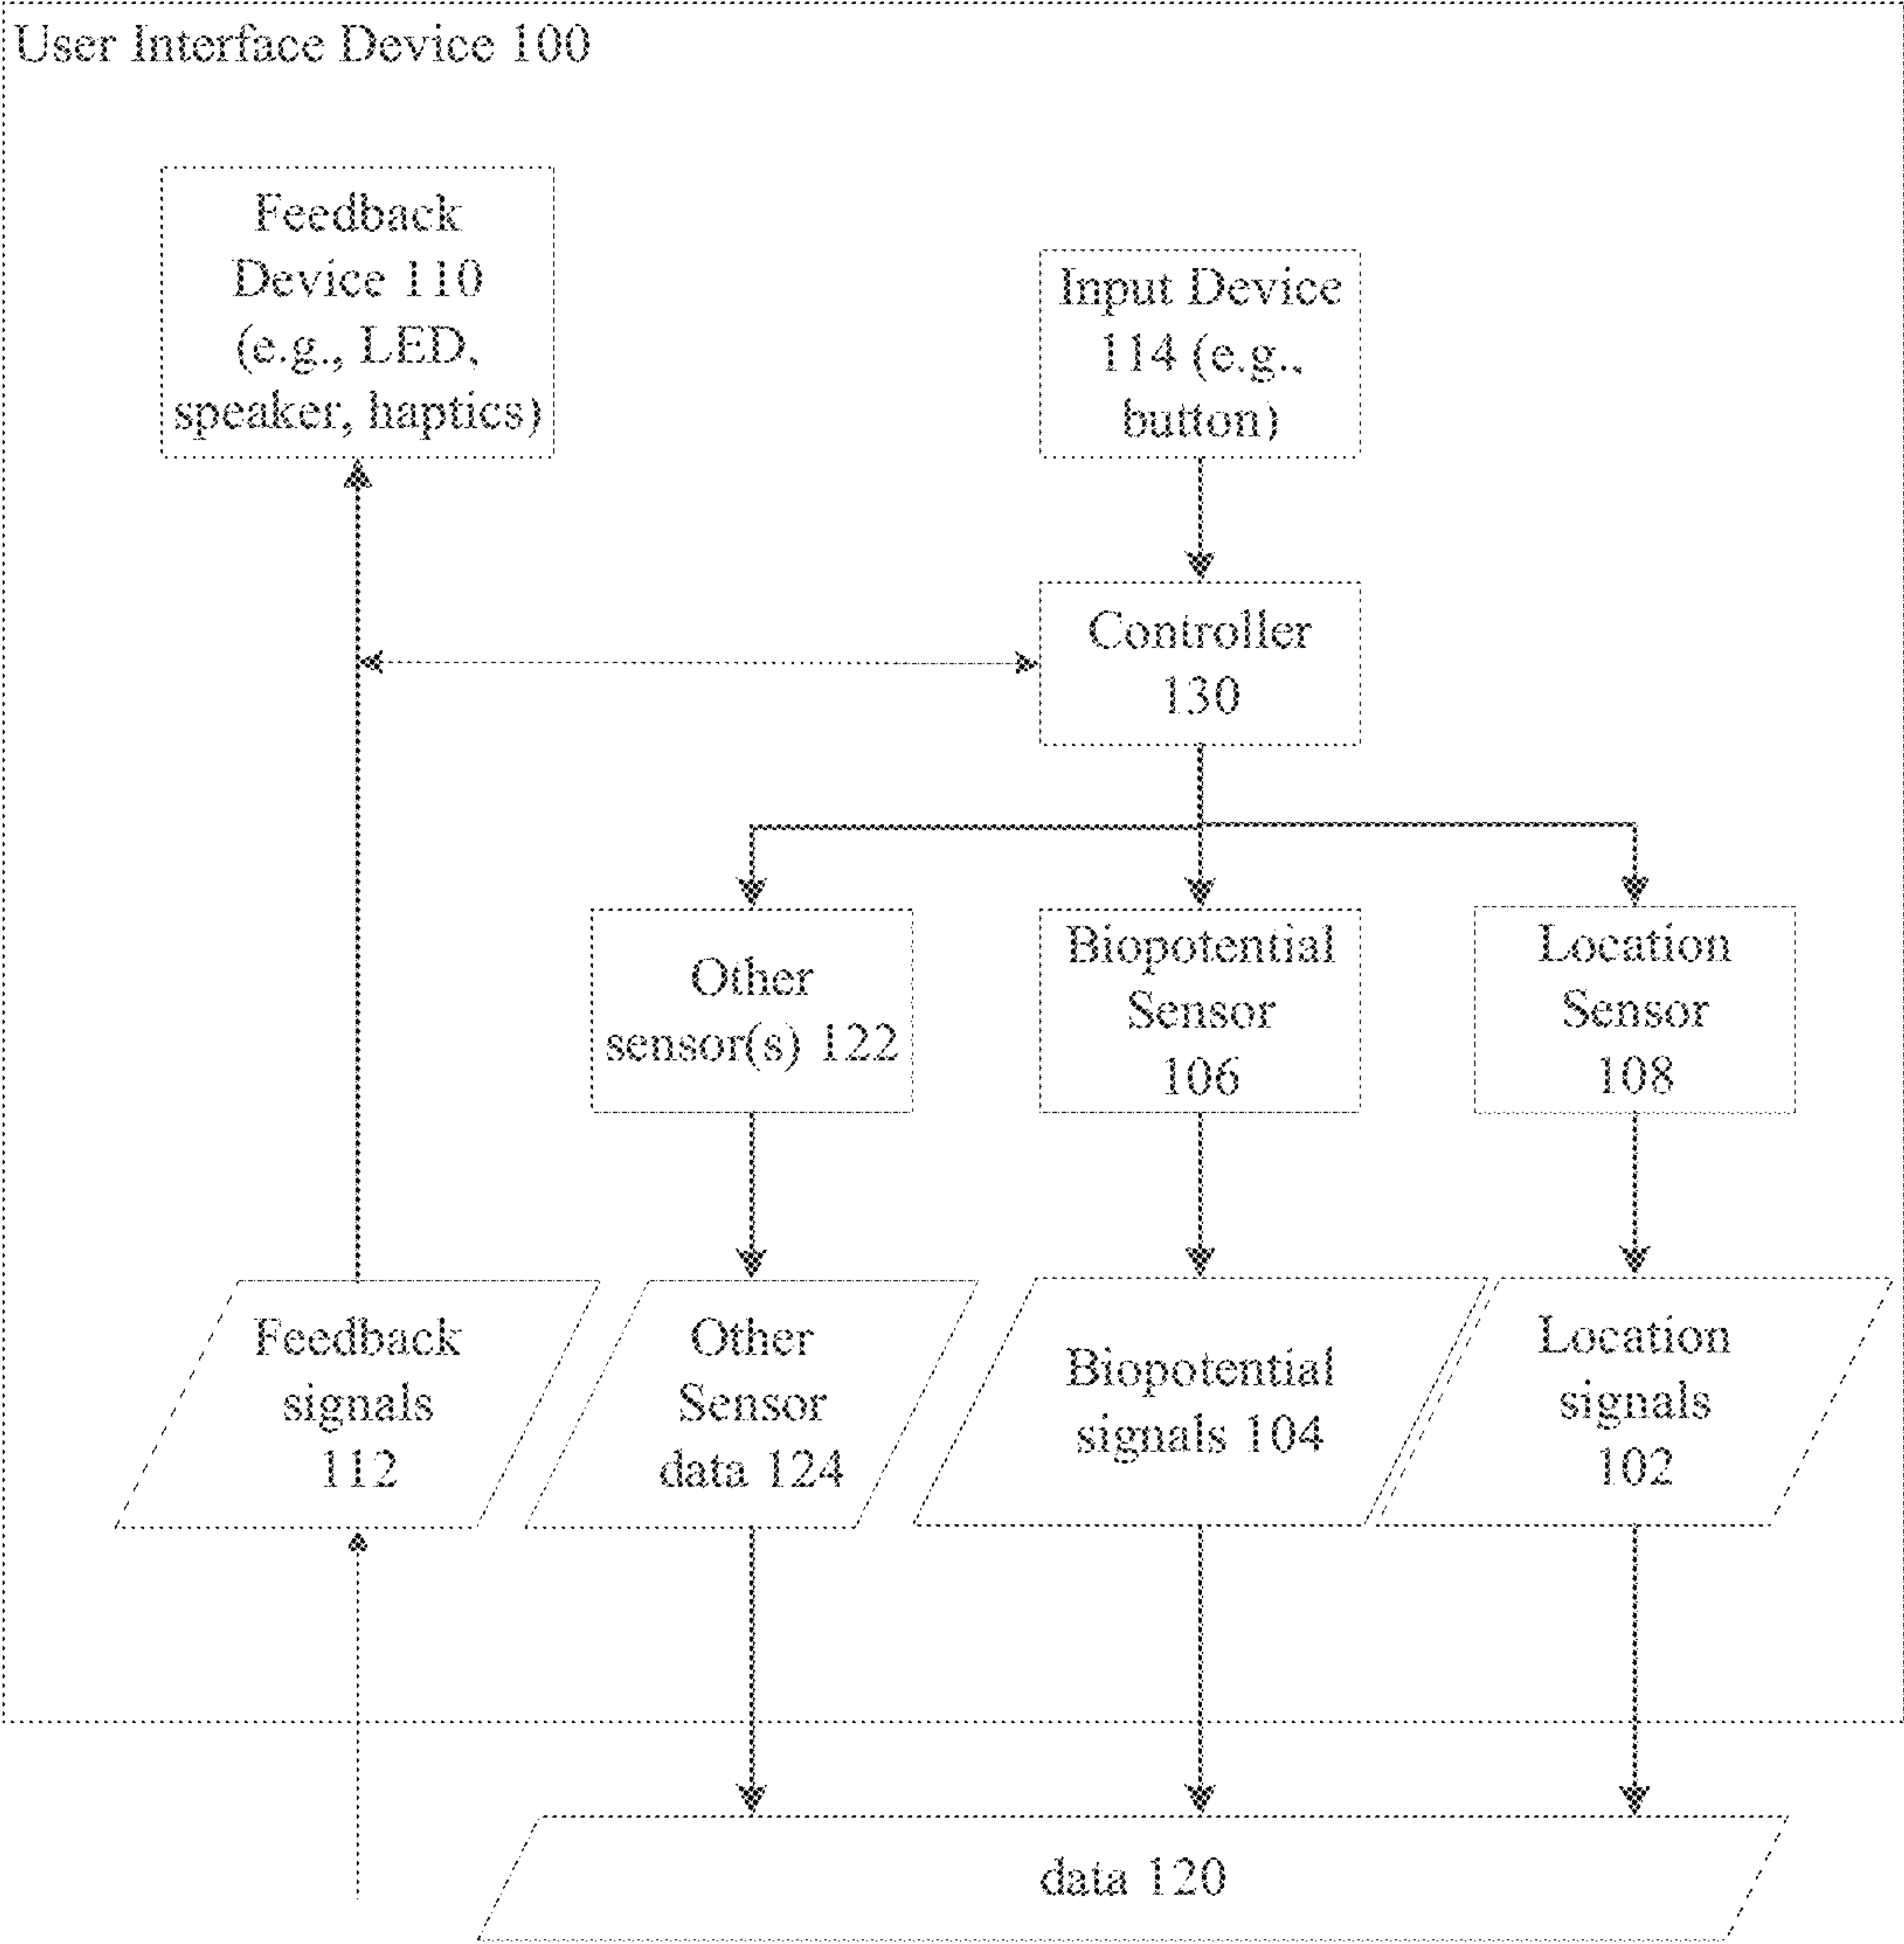 User Interface Device 100
Feedback
Device 110
(e.g., LED,
speaker, haptics)
Input Device
114 (e.g.,
button)
Controller
130
Other
sensor(s) 122
Biopotential
Sensor
106
Location
Sensor
108
Feedback
signals
112
Other
Sensor
data 124
Biopotential
signals 104
Location
signals
102
data 120